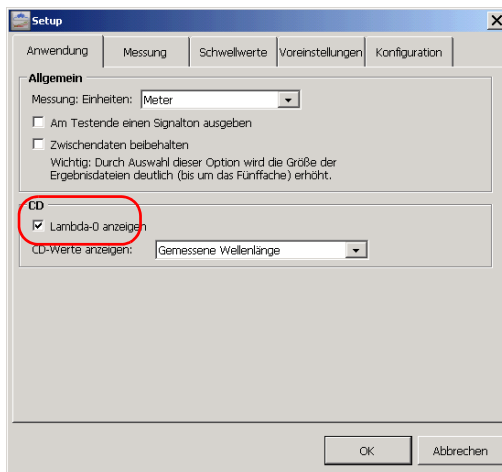 Setup
Anwendung Messung Schwellwerte Voreinstellungen Konfiguration
Allgemein
Messung: Einheiten: Meter
Am Testende einen Signalton ausgeben
Zwischendaten beibehalten
Wichtig: Durch Auswahl dieser Option wird die Größe der
Ergebnisdateien deutlich (bis um das Fünffache) erhöht.
CD
Lambda-0 anzeigen
CD-Werte anzeigen: Gemessene Wellenlänge
OK Abbrechen